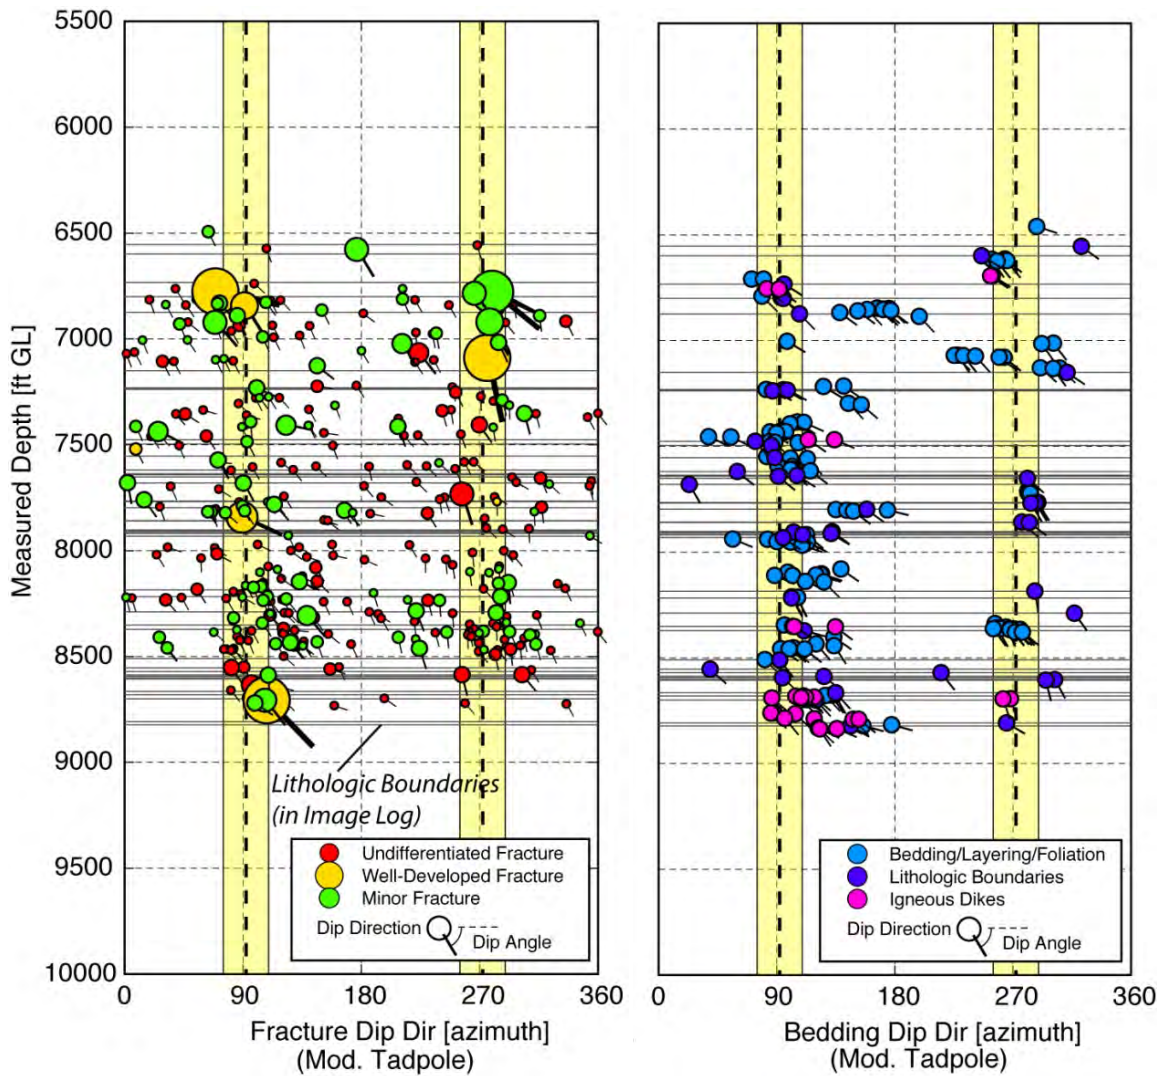 5500
6000
6500
7000
7500
8000
8500
9000
9500
10000
Measured Depth [ft GL]
Lithologic Boundaries
(in Image Log)
Undifferentiated Fracture
Well-Developed Fracture
Minor Fracture
Dip Direction
Dip Angle
0 90 180 270 360
Fracture Dip Dir [azimuth]
(Mod. Tadpole)
Bedding/Layering/Foliation
Lithologic Boundaries
Igneous Dikes
Dip Direction
Dip Angle
0 90 180 270 360
Bedding Dip Dir [azimuth]
(Mod. Tadpole)